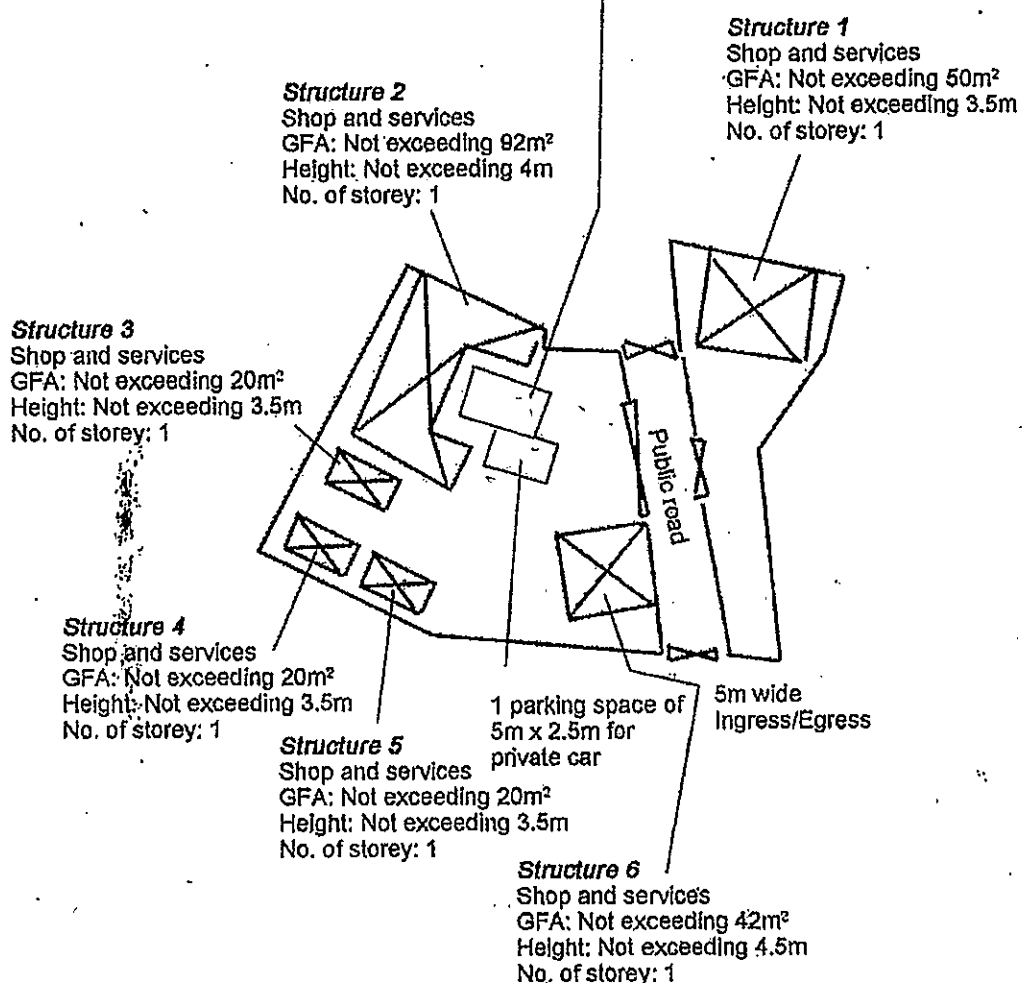 Structure 1
Shop and services
GFA: Not exceeding 50m²
Height: Not exceeding 3.5m
No. of storey: 1
Structure 2
Shop and services
GFA: Not exceeding 92m²
Height: Not exceeding 4m
No. of storey: 1
Structure 3
Shop and services
GFA: Not exceeding 20m²
Height: Not exceeding 3.5m
No. of storey: 1
Public road
Structure 4
Shop and services
GFA: Not exceeding 20m²
Height: Not exceeding 3.5m
No. of storey: 1
Structure 5
Shop and services
GFA: Not exceeding 20m²
Height: Not exceeding 3.5m
No. of storey: 1
1 parking space of
5m x 2.5m for
private car
5m wide
Ingress/Egress
Structure 6
Shop and services
GFA: Not exceeding 42m²
Height: Not exceeding 4.5m
No. of storey: 1